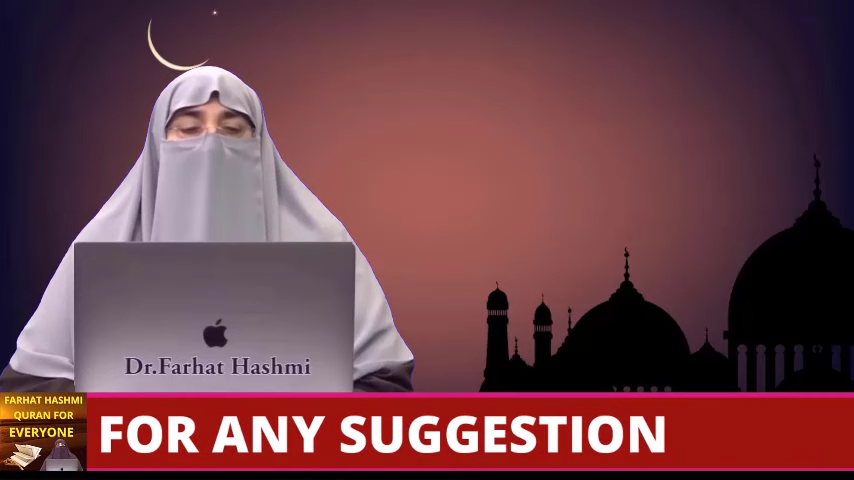 Dr.Farhat Hashmi
FARHAT HASHMI
QURAN FOR
EVERYONE
FOR ANY SUGGESTION